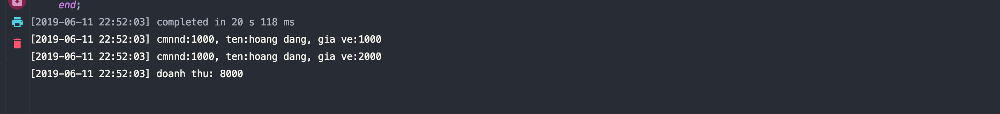 end;
[2019-06-11 22:52:03] completed in 20 s 118 ms
[2019-06-11 22:52:03] cmnnd:1000, ten:hoang dang, gia ve:1000
[2019-06-11 22:52:03] cmnnd:1000, ten:hoang dang, gia ve:2000
[2019-06-11 22:52:03] doanh thu: 8000